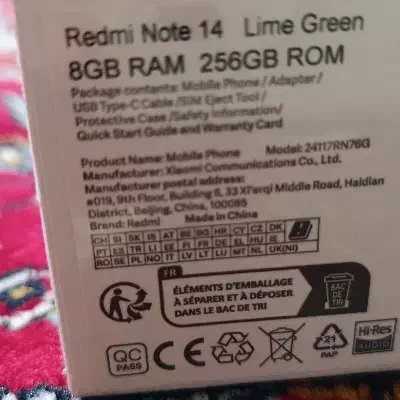 Redmi Note 14 Lime Green
8GB RAM 256GB ROM
Package contents: Mobile Phone / Adapter /
USB Type-C Cable / SIM Eject Tool /
Protective Case / Safety Information /
Quick Start Guide and Warranty Card
Product Name: Mobile Phone Model: 24117RN76G
Manufacturer: Xiaomi Communications Co., Ltd.
Manufacturer postal address:
#019, 9th Floor, Building 6, 33 Xi'erqi Middle Road, Haidian
District, Beijing, China, 100085
Brand: Redmi Made in China
CH SI SK IS AT BE BG HR CY CZ DK
PT ES TR LI EE FI FR DE EL HU IE
RO SE PL NO IT LV LT LU MT NL UK(NI)
FR
ÉLÉMENTS D'EMBALLAGE
À SÉPARER ET À DÉPOSER
DANS LE BAC DE TRI
BAC
DE
TRI
QC
PASS
CE
21
PAP
Hi-Res
AUDIO